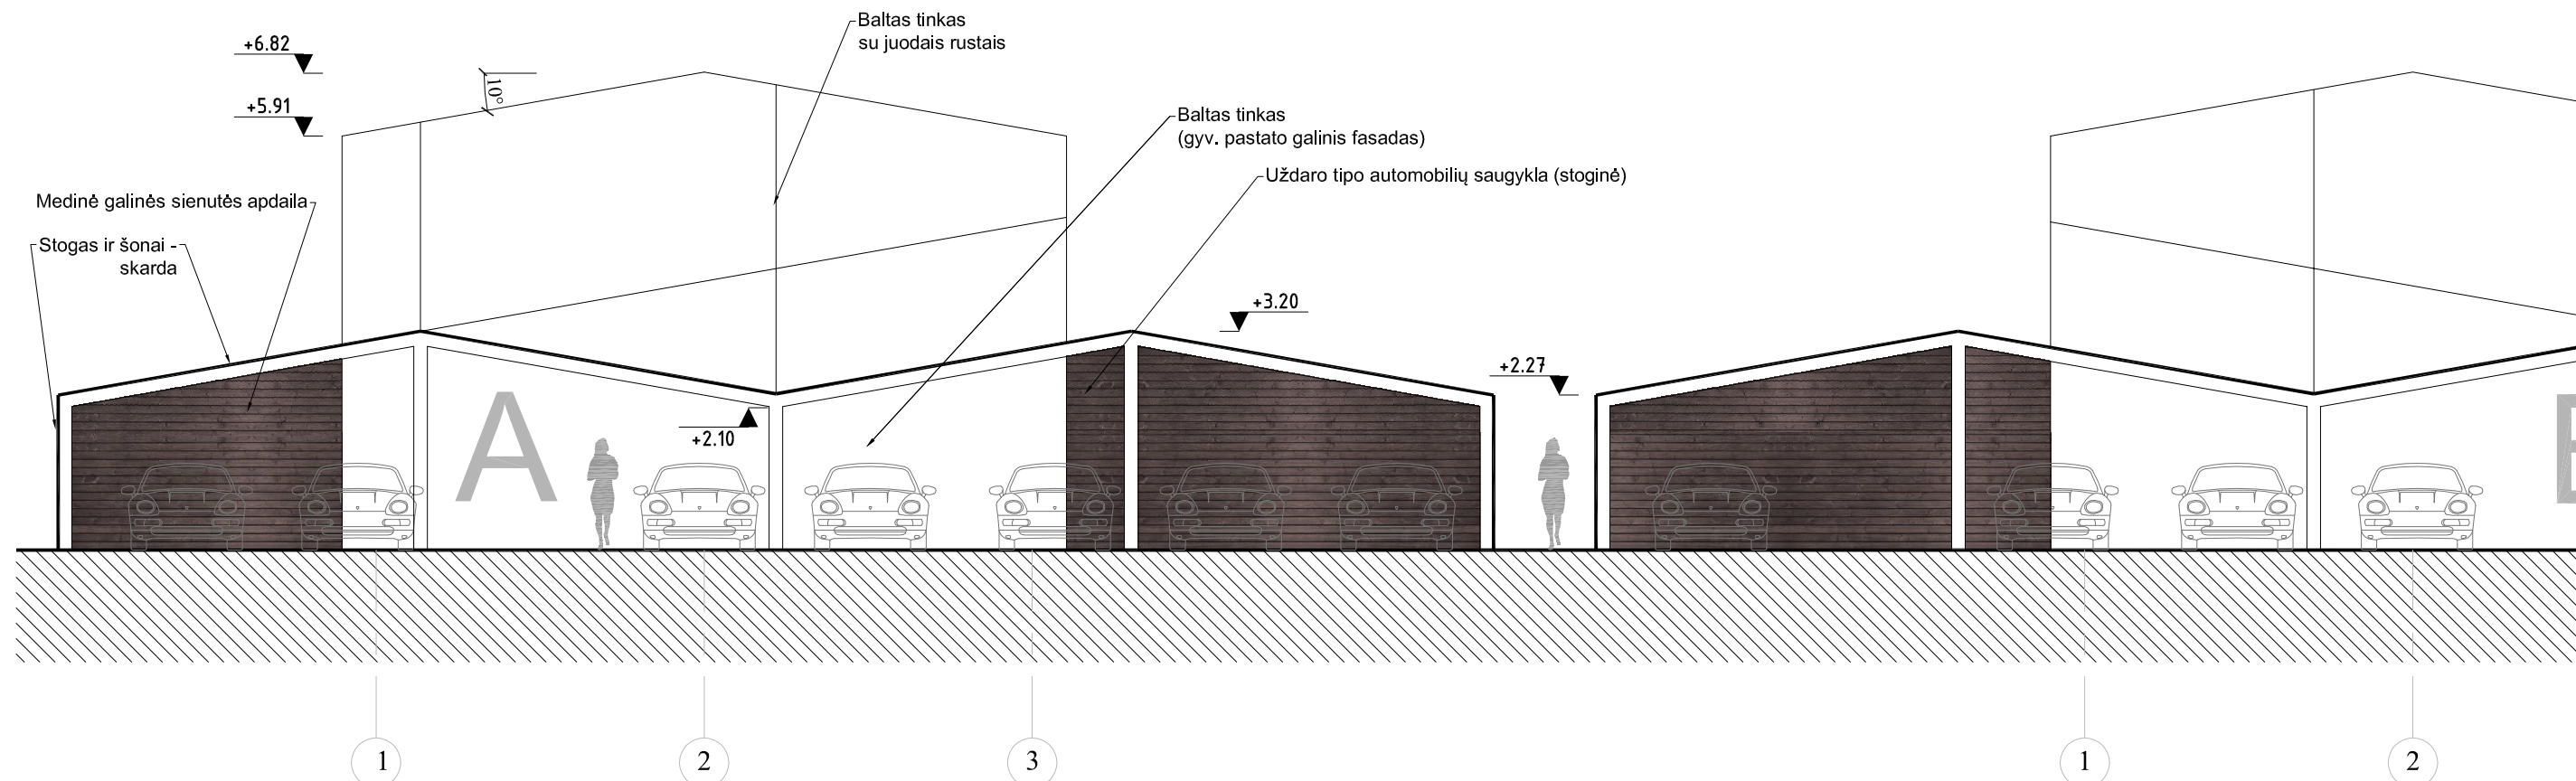 Baltas tinkas
su juodais rustais
+6.82
10°
+5.91
Baltas tinkas
(gyv. pastato galinis fasadas)
Uždaro tipo automobilių saugykla (stoginė)
Medinė galinės sienutės apdaila
Stogas ir šonai -
skarda
+3.20
+2.27
A
+2.10
1
2
3
1
2